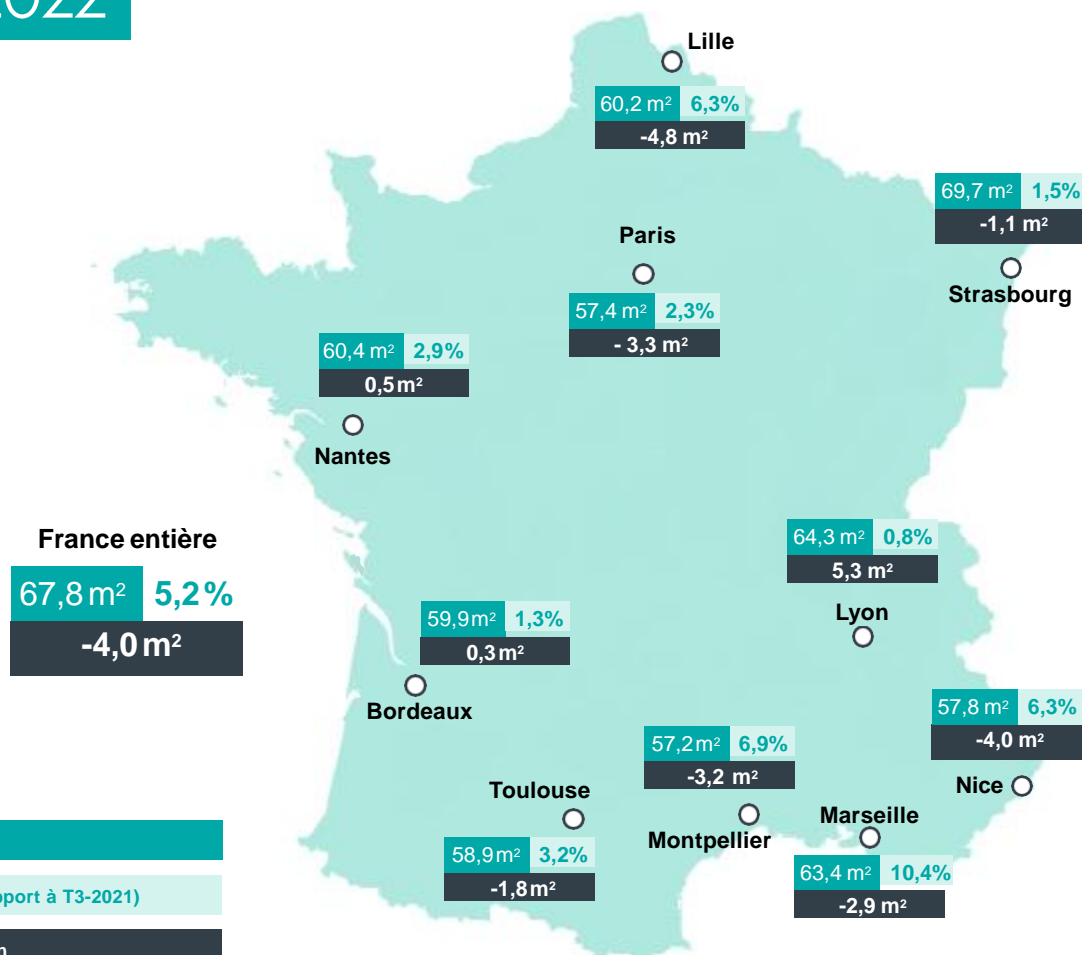 2022
Lille
60,2 m² 6,3%
-4,8 m²
69,7 m² 1,5%
-1,1 m²
Strasbourg
Paris
57,4 m² 2,3%
- 3,3 m²
60,4 m² 2,9%
0,5 m²
Nantes
France entière
67,8 m² 5,2%
-4,0 m²
64,3 m² 0,8%
5,3 m²
Lyon
59,9 m² 1,3%
0,3 m²
Bordeaux
57,8 m² 6,3%
-4,0 m²
Nice
57,2 m² 6,9%
-3,2 m²
Montpellier
Toulouse
58,9 m² 3,2%
-1,8 m²
Marseille
63,4 m² 10,4%
-2,9 m²
port à T3-2021)